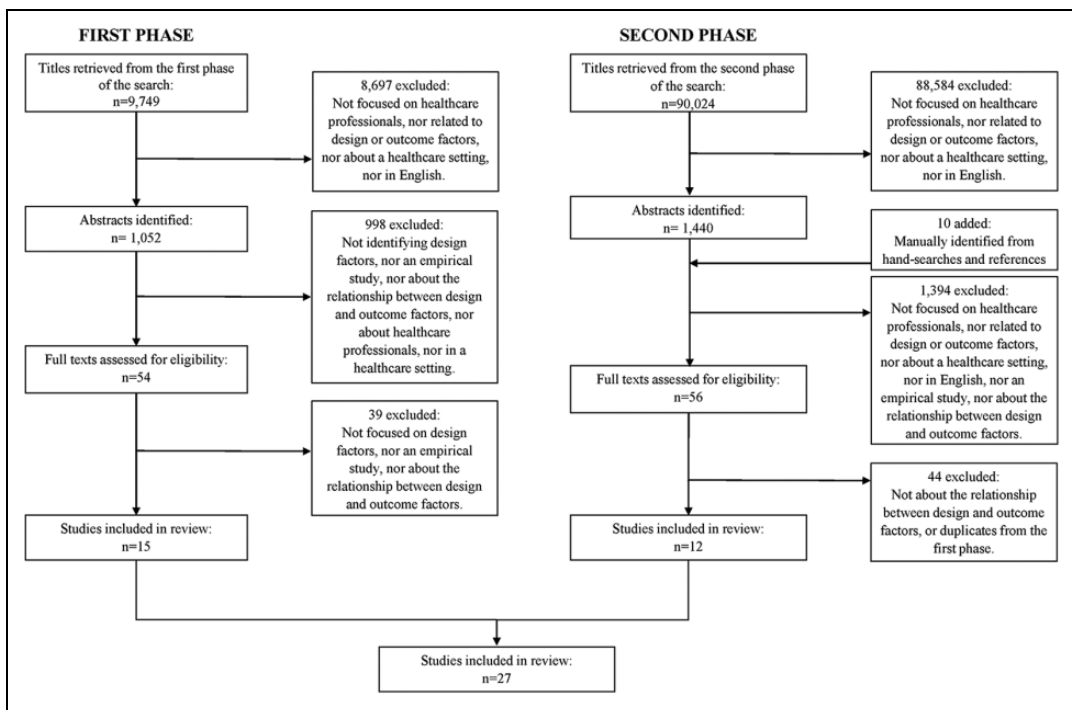 FIRST PHASE
Titles retrieved from the first phase
of the search:
n=9,749
8,697 excluded:
Not focused on healthcare
professionals, nor related to
design or outcome factors,
nor about a healthcare setting,
nor in English.
Abstracts identified:
n= 1,052
998 excluded:
Not identifying design
factors, nor an empirical
study, nor about the
relationship between design
and outcome factors, nor
about healthcare
professionals, nor in a
healthcare setting.
Full texts assessed for eligibility:
n=54
39 excluded:
Not focused on design
factors, nor an empirical
study, nor about the
relationship between design
and outcome factors.
Studies included in review:
n=15
SECOND PHASE
Titles retrieved from the second phase
of the search:
n=90,024
88,584 excluded:
Not focused on healthcare
professionals, nor related to
design or outcome factors,
nor about a healthcare setting,
nor in English.
Abstracts identified:
n= 1,440
10 added:
Manually identified from
hand-searches and references
1,394 excluded:
Not focused on healthcare
professionals, nor related to
design or outcome factors,
nor about a healthcare setting,
nor in English, nor an
empirical study, nor about the
relationship between design
and outcome factors.
Full texts assessed for eligibility:
n=56
44 excluded:
Not about the relationship
between design and outcome
factors, or duplicates from the
first phase.
Studies included in review:
n=12
Studies included in review:
n=27